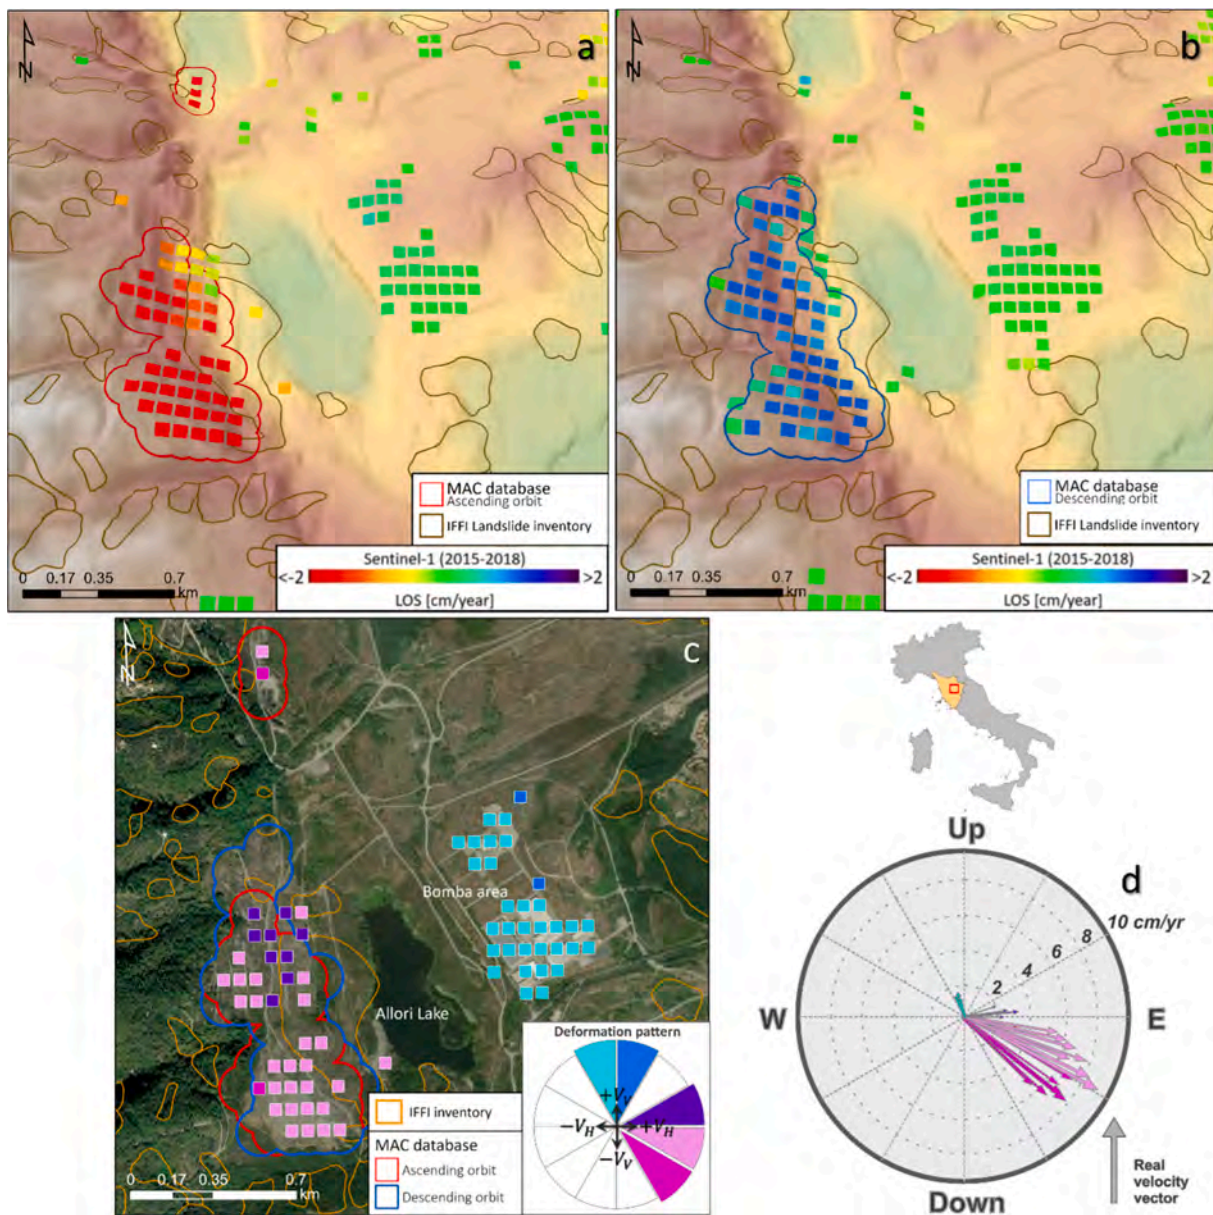 a
N
MAC database
Ascending orbit
IFFI Landslide inventory
Sentinel-1 (2015-2018)
<-2
>2
LOS [cm/year]
0 0.17 0.35 0.7
km
b
N
MAC database
Descending orbit
IFFI Landslide inventory
Sentinel-1 (2015-2018)
<-2
>2
LOS [cm/year]
0 0.17 0.35 0.7
km
c
N
Bomba area
Allori Lake
Deformation pattern
+VV
−VH
+VH
−VV
IFFI inventory
MAC database
Ascending orbit
Descending orbit
0 0.17 0.35 0.7
km
Up
d
10 cm/yr
8
6
4
2
W
E
Down
Real
velocity
vector